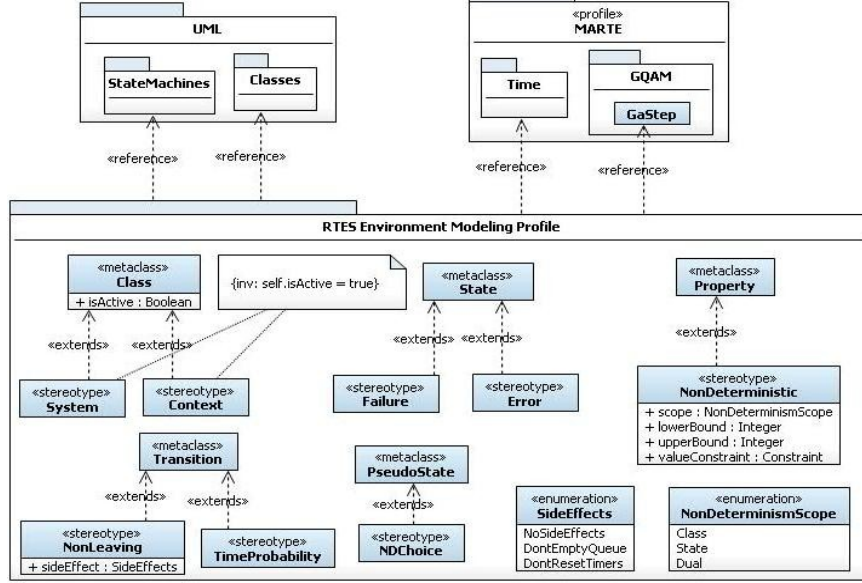 UML
StateMachines
Classes
«profile»
MARTE
Time
GQAM
GaStep
«reference»
«reference»
«reference»
«reference»
RTES Environment Modeling Profile
«metaclass»
Class
+ isActive : Boolean
{inv: self.isActive = true}
«metaclass»
State
«metaclass»
Property
«extends»
«extends»
«extends»
«extends»
«extends»
«stereotype»
System
«stereotype»
Context
«stereotype»
Failure
«stereotype»
Error
«stereotype»
NonDeterministic
+ scope : NonDeterminismScope
+ lowerBound : Integer
+ upperBound : Integer
+ valueConstraint : Constraint
«metaclass»
Transition
«metaclass»
PseudoState
«extends»
«extends»
«extends»
«stereotype»
NonLeaving
+ sideEffect : SideEffects
«stereotype»
TimeProbability
«stereotype»
NDChoice
«enumeration»
SideEffects
NoSideEffects
DontEmptyQueue
DontResetTimers
«enumeration»
NonDeterminismScope
Class
State
Dual